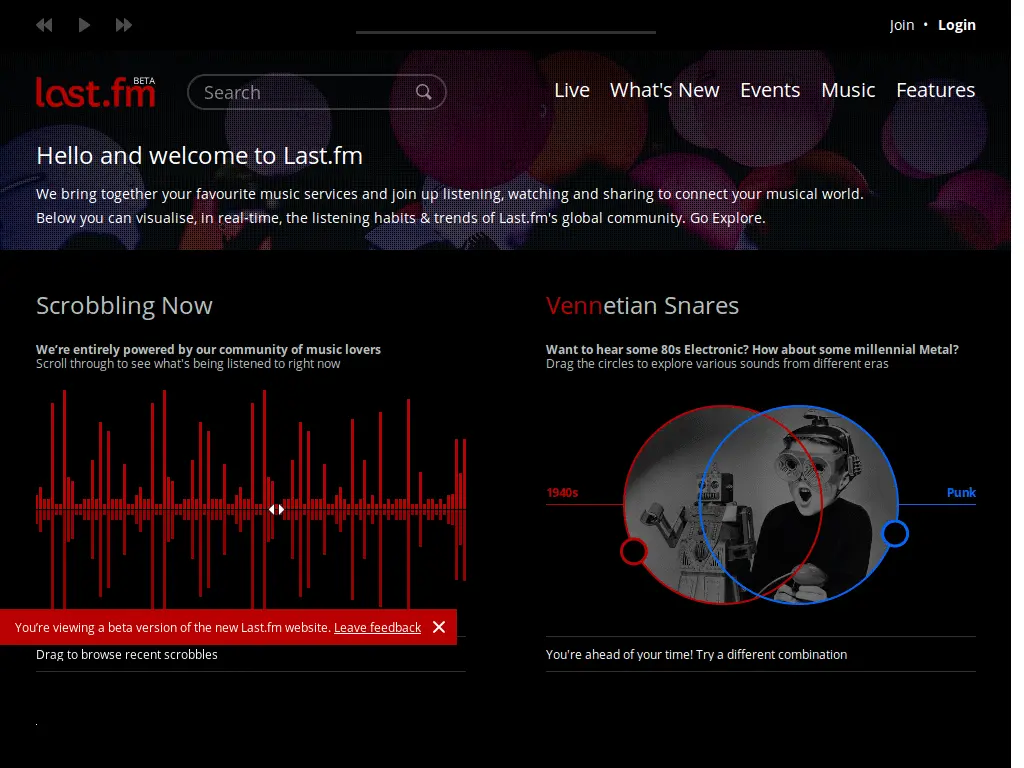 Join • Login
last.fm BETA
Search
Live What's New Events Music Features
Hello and welcome to Last.fm
We bring together your favourite music services and join up listening, watching and sharing to connect your musical world.
Below you can visualise, in real-time, the listening habits & trends of Last.fm's global community. Go Explore.
Scrobbling Now
We're entirely powered by our community of music lovers
Scroll through to see what's being listened to right now
You're viewing a beta version of the new Last.fm website. Leave feedback
Drag to browse recent scrobbles
Vennetian Snares
Want to hear some 80s Electronic? How about some millennial Metal?
Drag the circles to explore various sounds from different eras
1940s
Punk
You're ahead of your time! Try a different combination